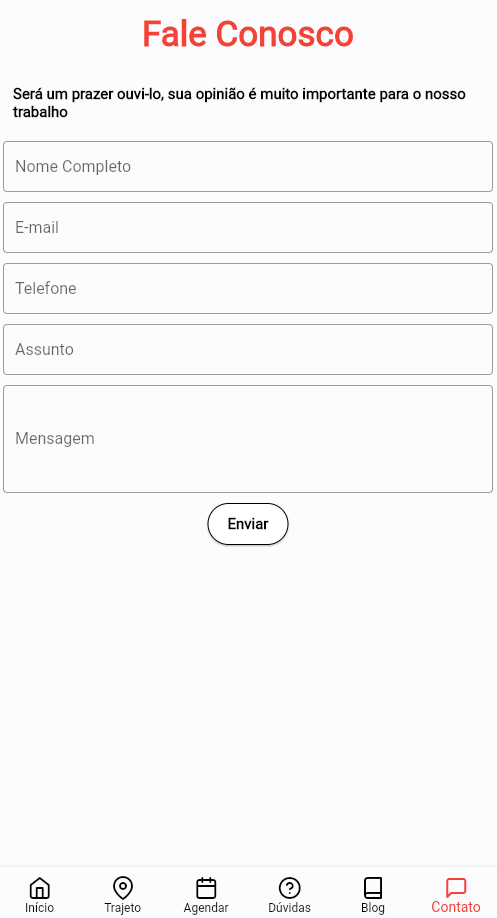 Fale Conosco
Será um prazer ouvi-lo, sua opinião é muito importante para o nosso
trabalho
Nome Completo
E-mail
Telefone
Assunto
Mensagem
Enviar
Início
Trajeto
Agendar
Dúvidas
Blog
Contato